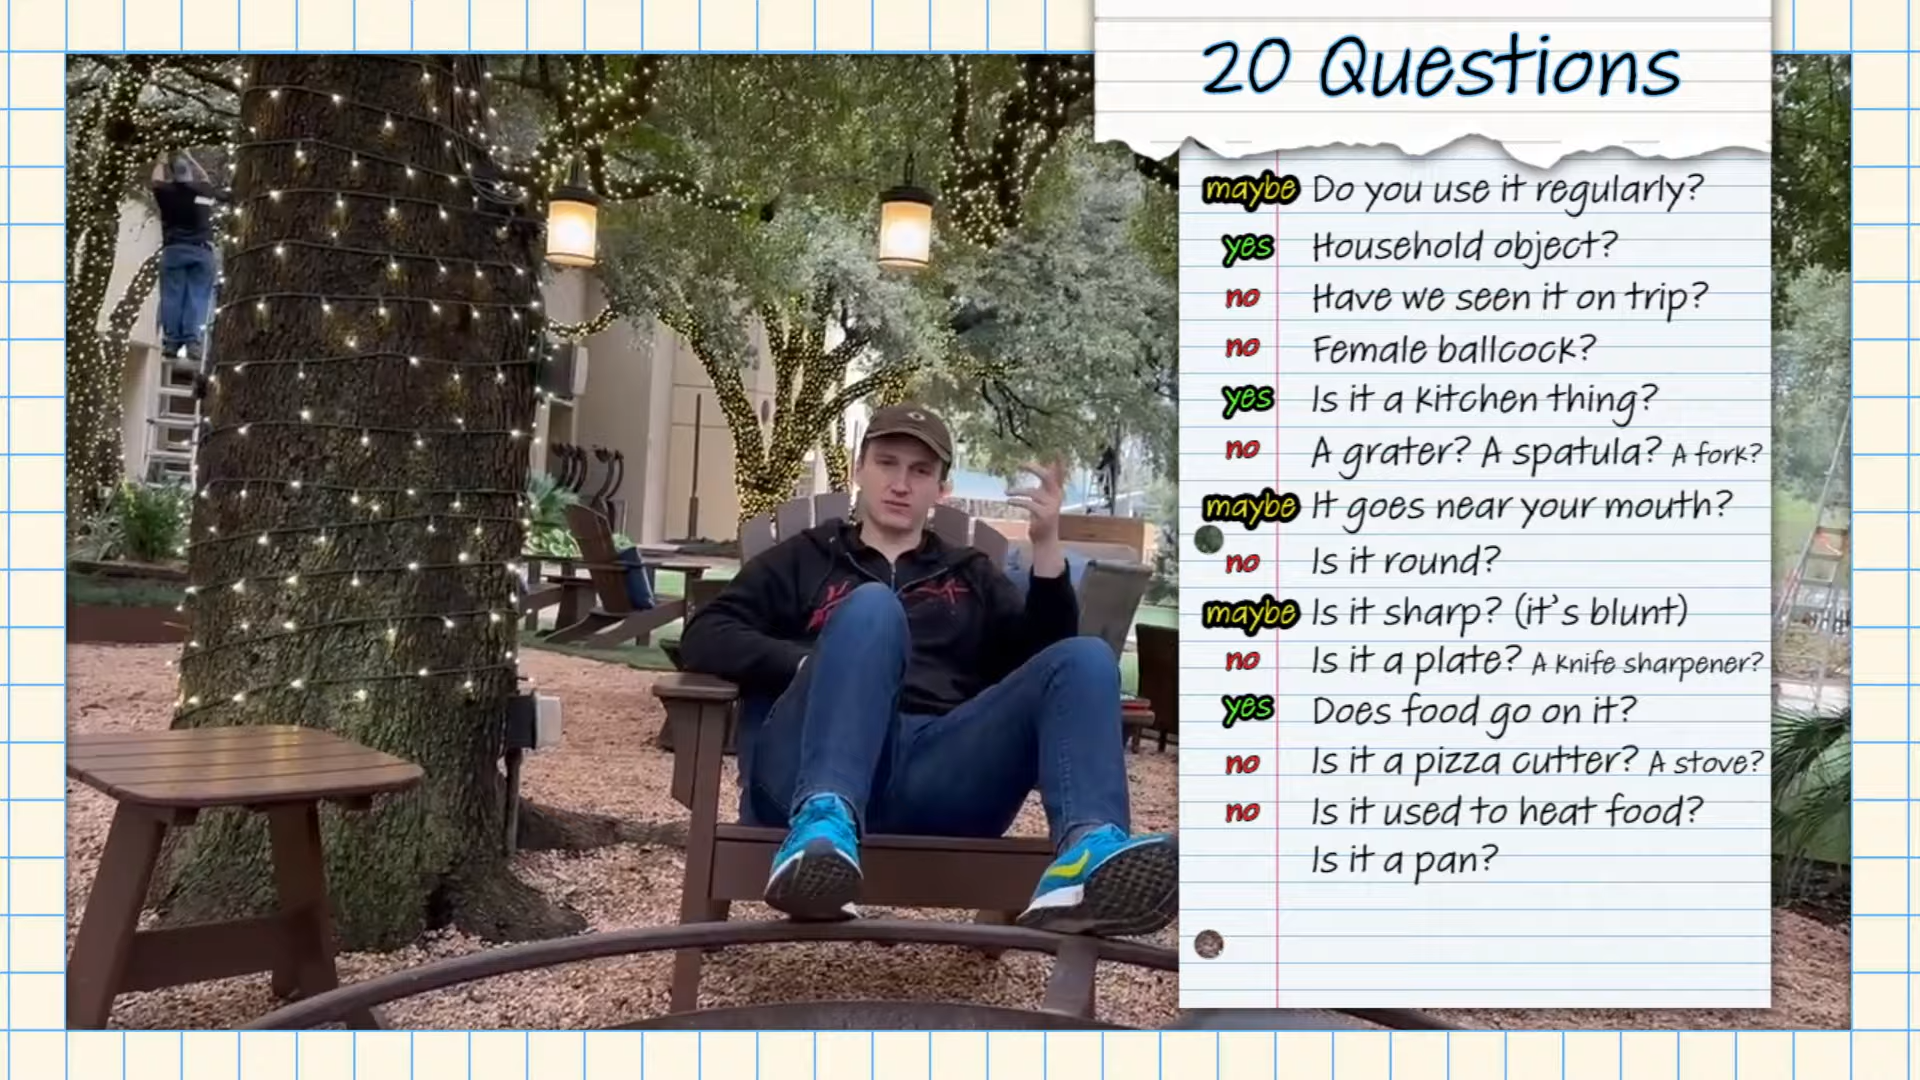 20 Questions
maybe Do you use it regularly?
yes Household object?
no Have we seen it on trip?
no Female ballcock?
yes Is it a kitchen thing?
no A grater? A spatula? A fork?
maybe It goes near your mouth?
no Is it round?
maybe Is it sharp? (it's blunt)
no Is it a plate? A knife sharpener?
yes Does food go on it?
no Is it a pizza cutter? A stove?
no Is it used to heat food?
Is it a pan?